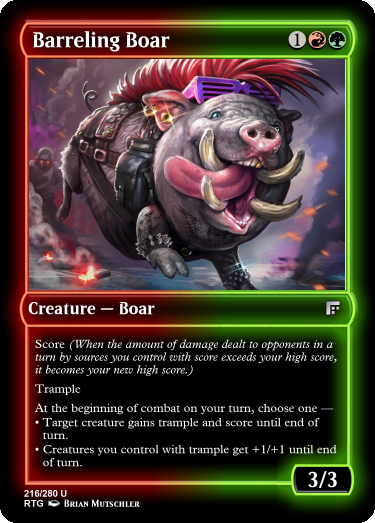 Barreling Boar 1
Creature — Boar
Score (When the amount of damage dealt to opponents in a
turn by sources you control with score exceeds your high score,
it becomes your new high score.)
Trample
At the beginning of combat on your turn, choose one —
• Target creature gains trample and score until end of
turn.
• Creatures you control with trample get +1/+1 until end
of turn.
3/3
216/280 U
RTG Brian Mutschler